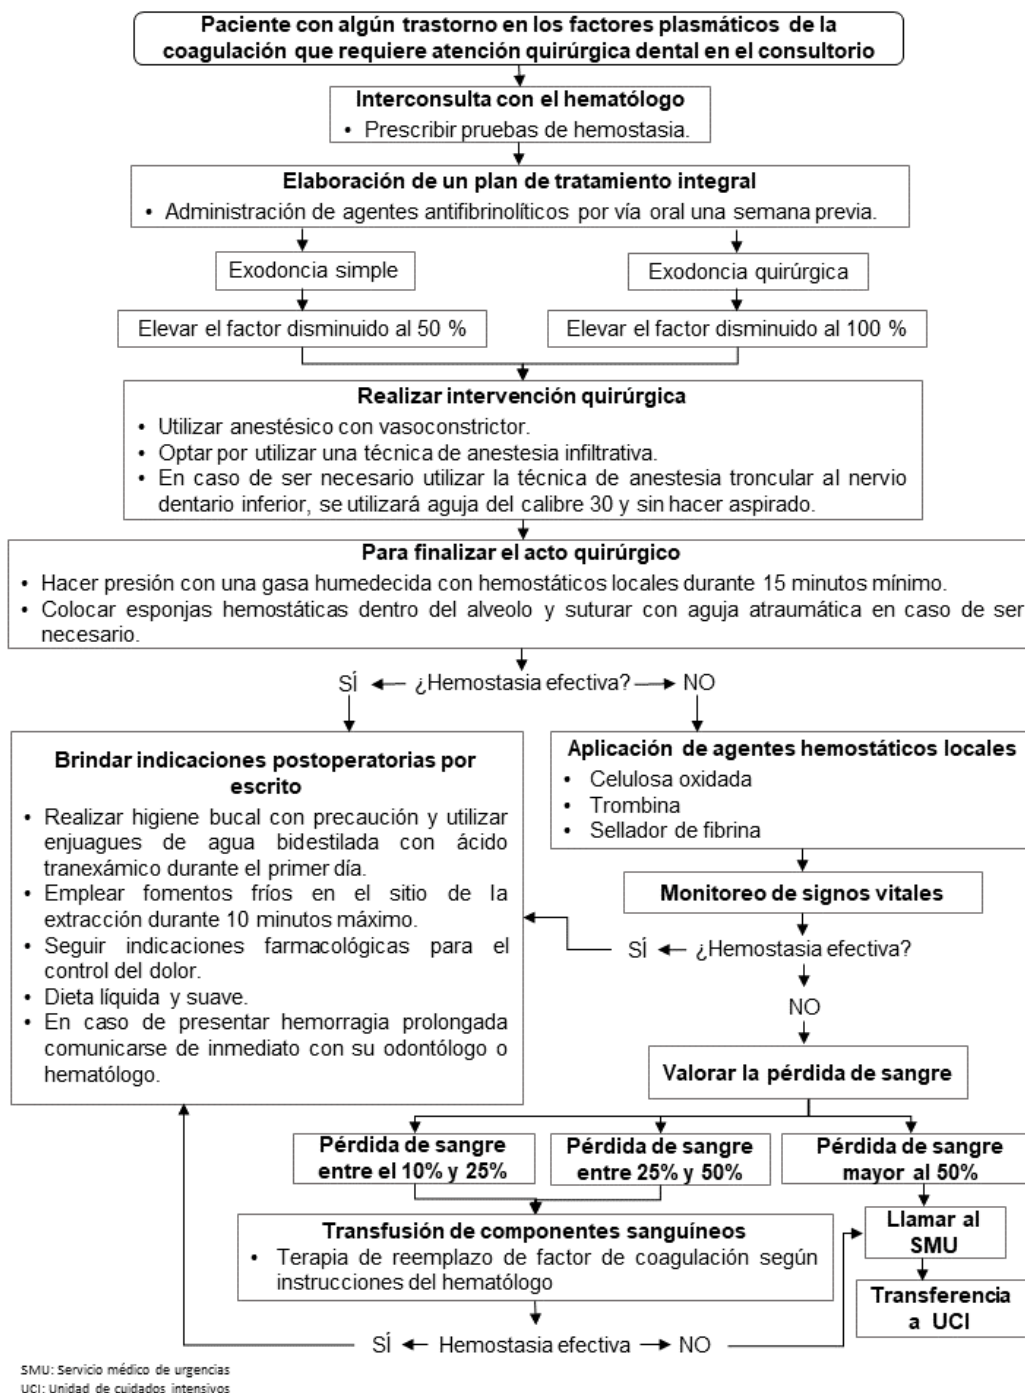 Paciente con algún trastorno en los factores plasmáticos de la
coagulación que requiere atención quirúrgica dental en el consultorio
Interconsulta con el hematólogo
• Prescribir pruebas de hemostasia.
Elaboración de un plan de tratamiento integral
• Administración de agentes antifibrinolíticos por vía oral una semana previa.
Exodoncia simple
Exodoncia quirúrgica
Elevar el factor disminuido al 50 %
Elevar el factor disminuido al 100 %
Realizar intervención quirúrgica
• Utilizar anestésico con vasoconstrictor.
• Optar por utilizar una técnica de anestesia infiltrativa.
• En caso de ser necesario utilizar la técnica de anestesia troncular al nervio
dentario inferior, se utilizará aguja del calibre 30 y sin hacer aspirado.
Para finalizar el acto quirúrgico
• Hacer presión con una gasa humedecida con hemostáticos locales durante 15 minutos mínimo.
• Colocar esponjas hemostáticas dentro del alveolo y suturar con aguja atraumática en caso de ser
necesario.
SÍ ¿Hemostasia efectiva? NO
Brindar indicaciones postoperatorias por
escrito
• Realizar higiene bucal con precaución y utilizar
enjuagues de agua bidestilada con ácido
tranexámico durante el primer día.
• Emplear fomentos fríos en el sitio de la
extracción durante 10 minutos máximo.
• Seguir indicaciones farmacológicas para el
control del dolor.
• Dieta líquida y suave.
• En caso de presentar hemorragia prolongada
comunicarse de inmediato con su odontólogo o
hematólogo.
Aplicación de agentes hemostáticos locales
• Celulosa oxidada
• Trombina
• Sellador de fibrina
Monitoreo de signos vitales
SÍ ¿Hemostasia efectiva?
NO
Valorar la pérdida de sangre
Pérdida de sangre
entre el 10% y 25%
Pérdida de sangre
entre 25% y 50%
Pérdida de sangre
mayor al 50%
Transfusión de componentes sanguíneos
• Terapia de reemplazo de factor de coagulación según
instrucciones del hematólogo
Llamar al
SMU
Transferencia
a UCI
SÍ Hemostasia efectiva NO
SMU: Servicio médico de urgencias
UCI: Unidad de cuidados intensivos